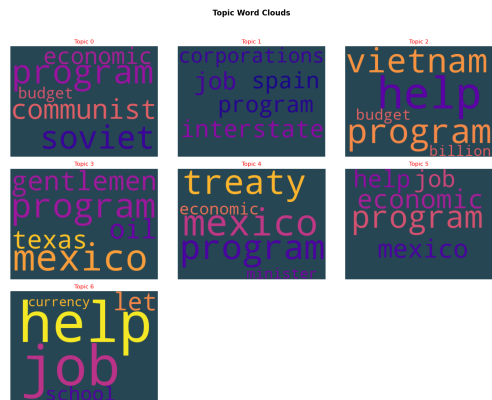 Topic Word Clouds
Topic 0
Topic 1
Topic 2
economic
program
budget
communist
soviet
corporations
job spain
program
interstate
vietnam
help
budget
program
billion
Topic 3
Topic 4
Topic 5
gentlemen
program
oil
texas
mexico
treaty
economic
mexico
program
minister
help job
economic
program
mexico
Topic 6
currency let
help
job
school